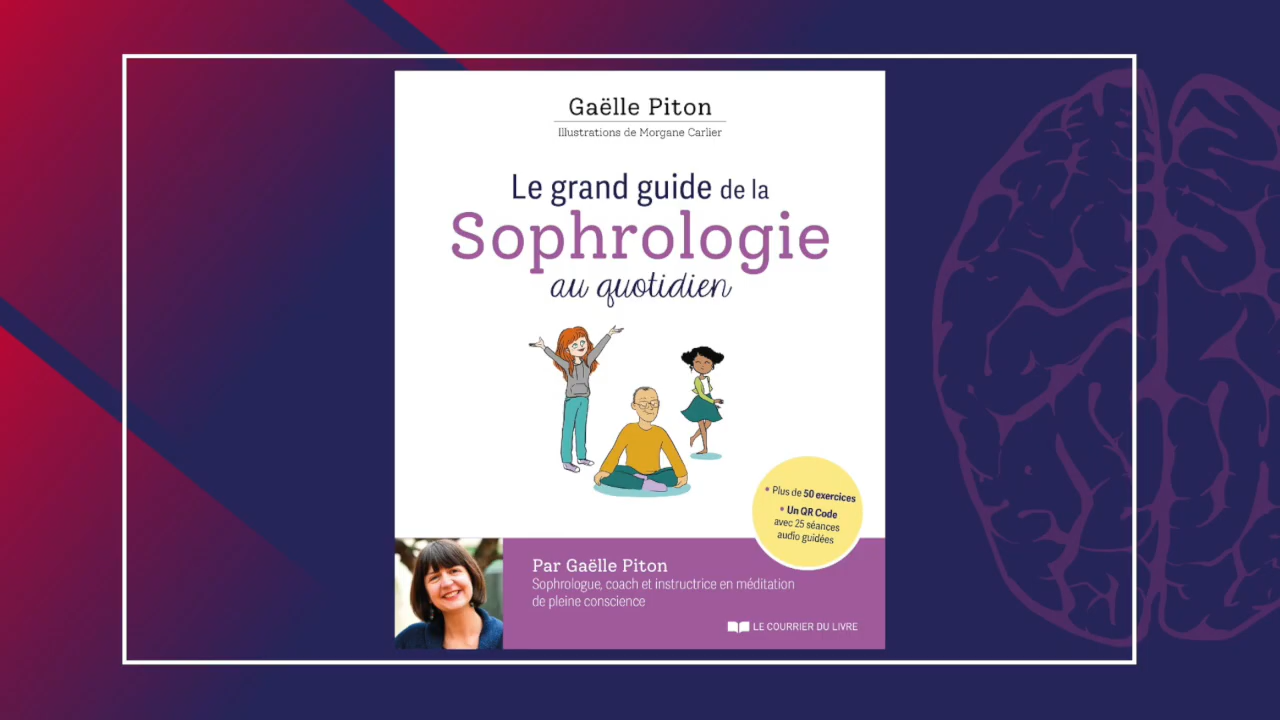 Gaëlle Piton
Illustrations de Morgane Carlier
Le grand guide de la
Sophrologie
au quotidien
• Plus de 50 exercices
• Un QR Code
avec 25 séances
audio guidées
Par Gaëlle Piton
Sophrologue, coach et instructrice en méditation
de pleine conscience
LE COURRIER DU LIVRE